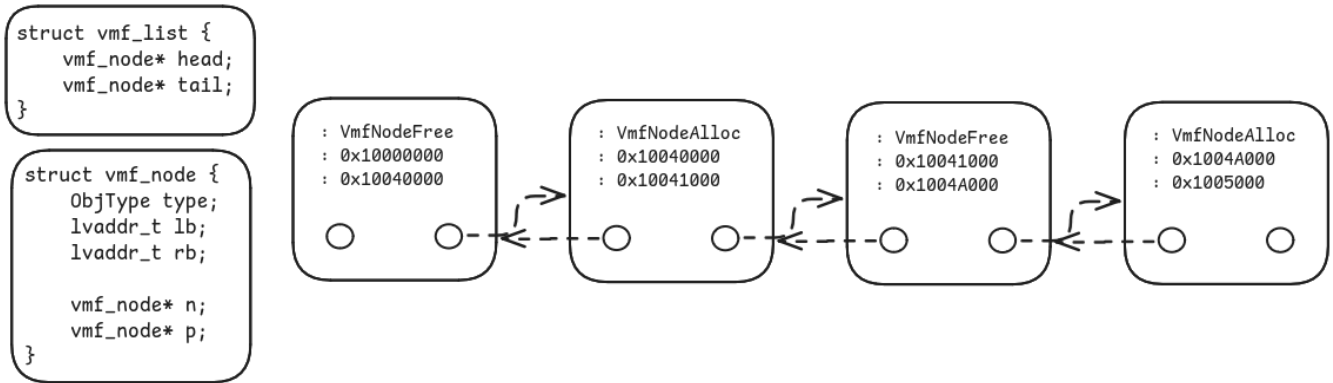 struct vmf_list {
vmf_node* head;
vmf_node* tail;
}
struct vmf_node {
ObjType type;
lvaddr_t lb;
lvaddr_t rb;
vmf_node* n;
vmf_node* p;
}
: VmfNodeFree
: 0x10000000
: 0x10040000
: VmfNodeAlloc
: 0x10040000
: 0x10041000
: VmfNodeFree
: 0x10041000
: 0x1004A000
: VmfNodeAlloc
: 0x1004A000
: 0x1005000